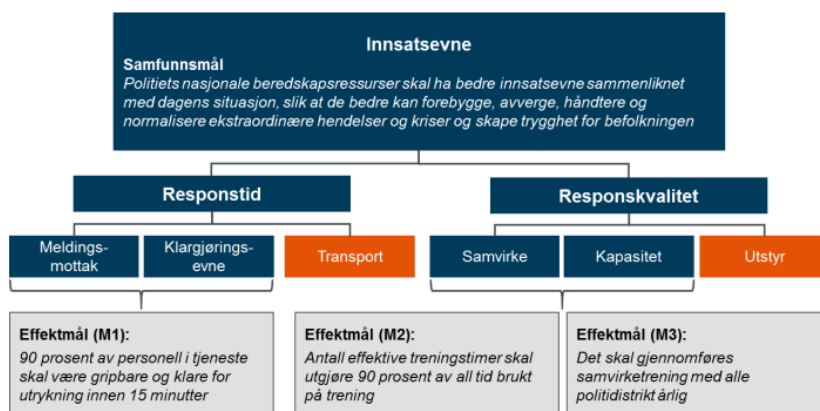 Innsatsevne
Samfunnsmål
Politiets nasjonale beredskapsressurser skal ha bedre innsatsevne sammenliknet
med dagens situasjon, slik at de bedre kan forebygge, avverge, håndtere og
normalisere ekstraordinære hendelser og kriser og skape trygghet for befolkningen
Responstid
Responskvalitet
Meldings-
mottak
Klargjørings-
evne
Transport
Samvirke
Kapasitet
Utstyr
Effektmål (M1):
90 prosent av personell i tjeneste
skal være gripbare og klare for
utrykning innen 15 minutter
Effektmål (M2):
Antall effektive treningstimer skal
utgjøre 90 prosent av all tid brukt
på trening
Effektmål (M3):
Det skal gjennomføres
samvirketrening med alle
politidistrikt årlig